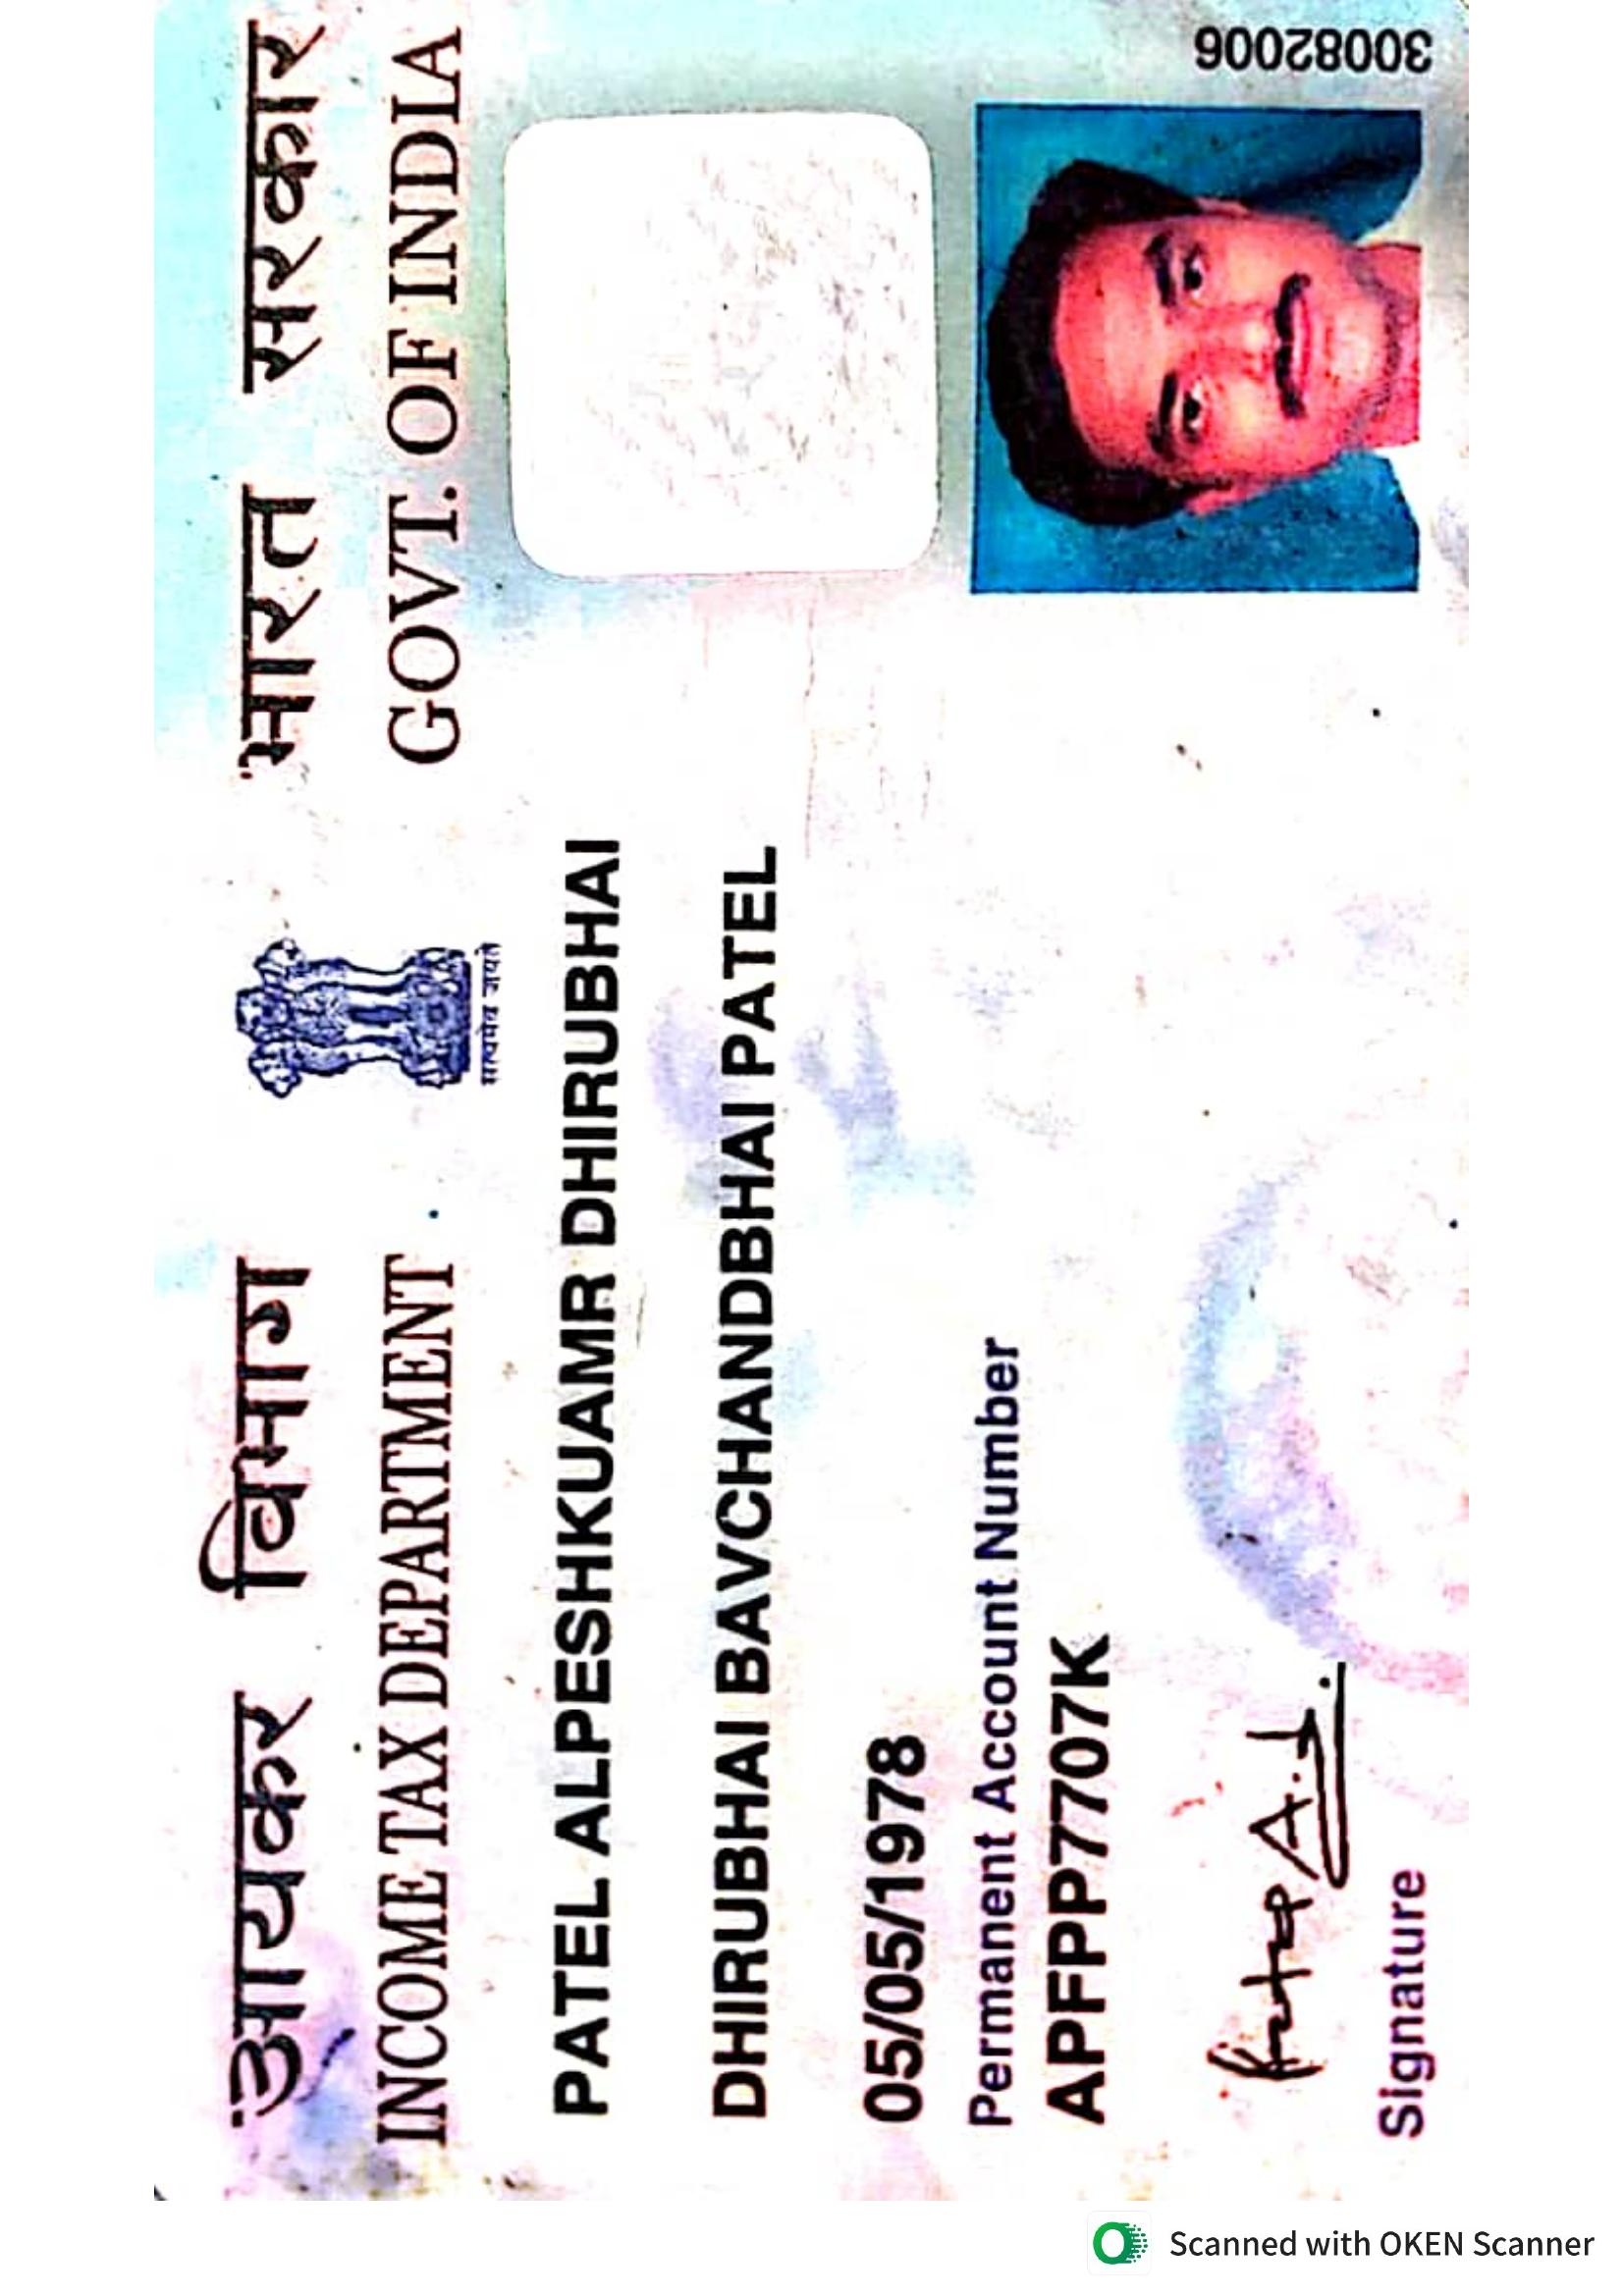 आयकर विभाग
INCOME TAX DEPARTMENT
सत्यमेव जयते
भारत सरकार
GOVT. OF INDIA
PATEL ALPESHKUAMR DHIRUBHAI
DHIRUBHAI BAVCHANDBHAI PATEL
05/05/1978
Permanent Account Number
APFPP7707K
Signature
30082006
Scanned with OKEN Scanner